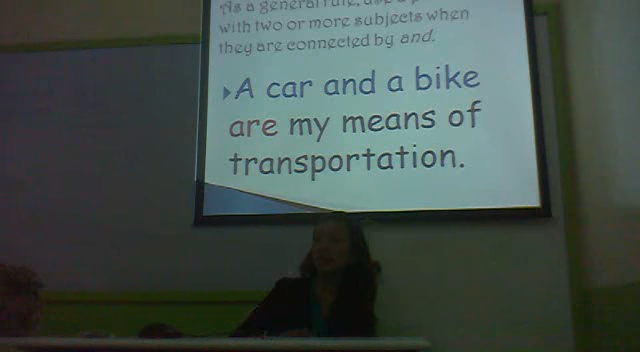 As a general rule, use a
with two or more subjects when
they are connected by and.
A car and a bike
are my means of
transportation.